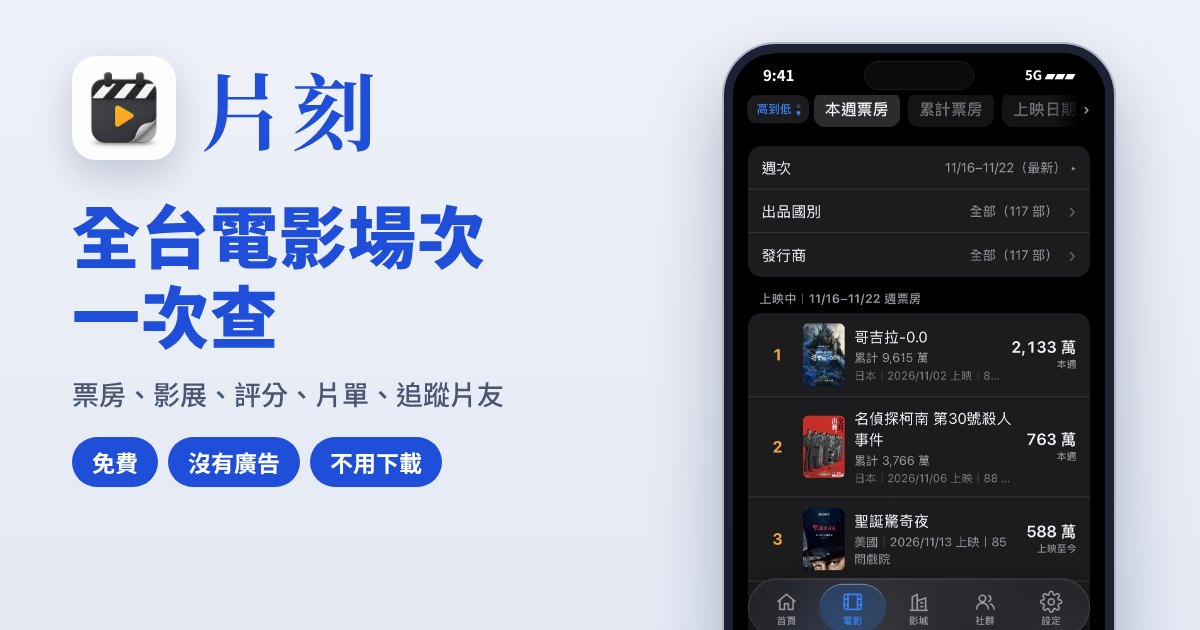 片刻
全台電影場次
一次查
票房、影展、評分、片單、追蹤片友
免費
沒有廣告
不用下載
9:41
5G
高到低
本週票房
累計票房
上映日期
週次
11/16–11/22（最新）
出品國別
全部（117 部）
發行商
全部（117 部）
上映中｜11/16–11/22 週票房
1
哥吉拉-0.0
累計 9,615 萬
日本｜2026/11/02 上映｜8...
2,133 萬
本週
2
名偵探柯南 第30號殺人
事件
累計 3,766 萬
日本｜2026/11/06 上映｜88 ...
763 萬
本週
3
聖誕驚奇夜
美國｜2026/11/13 上映｜85
間戲院
588 萬
上映至今
首頁
電影
影城
社群
設定